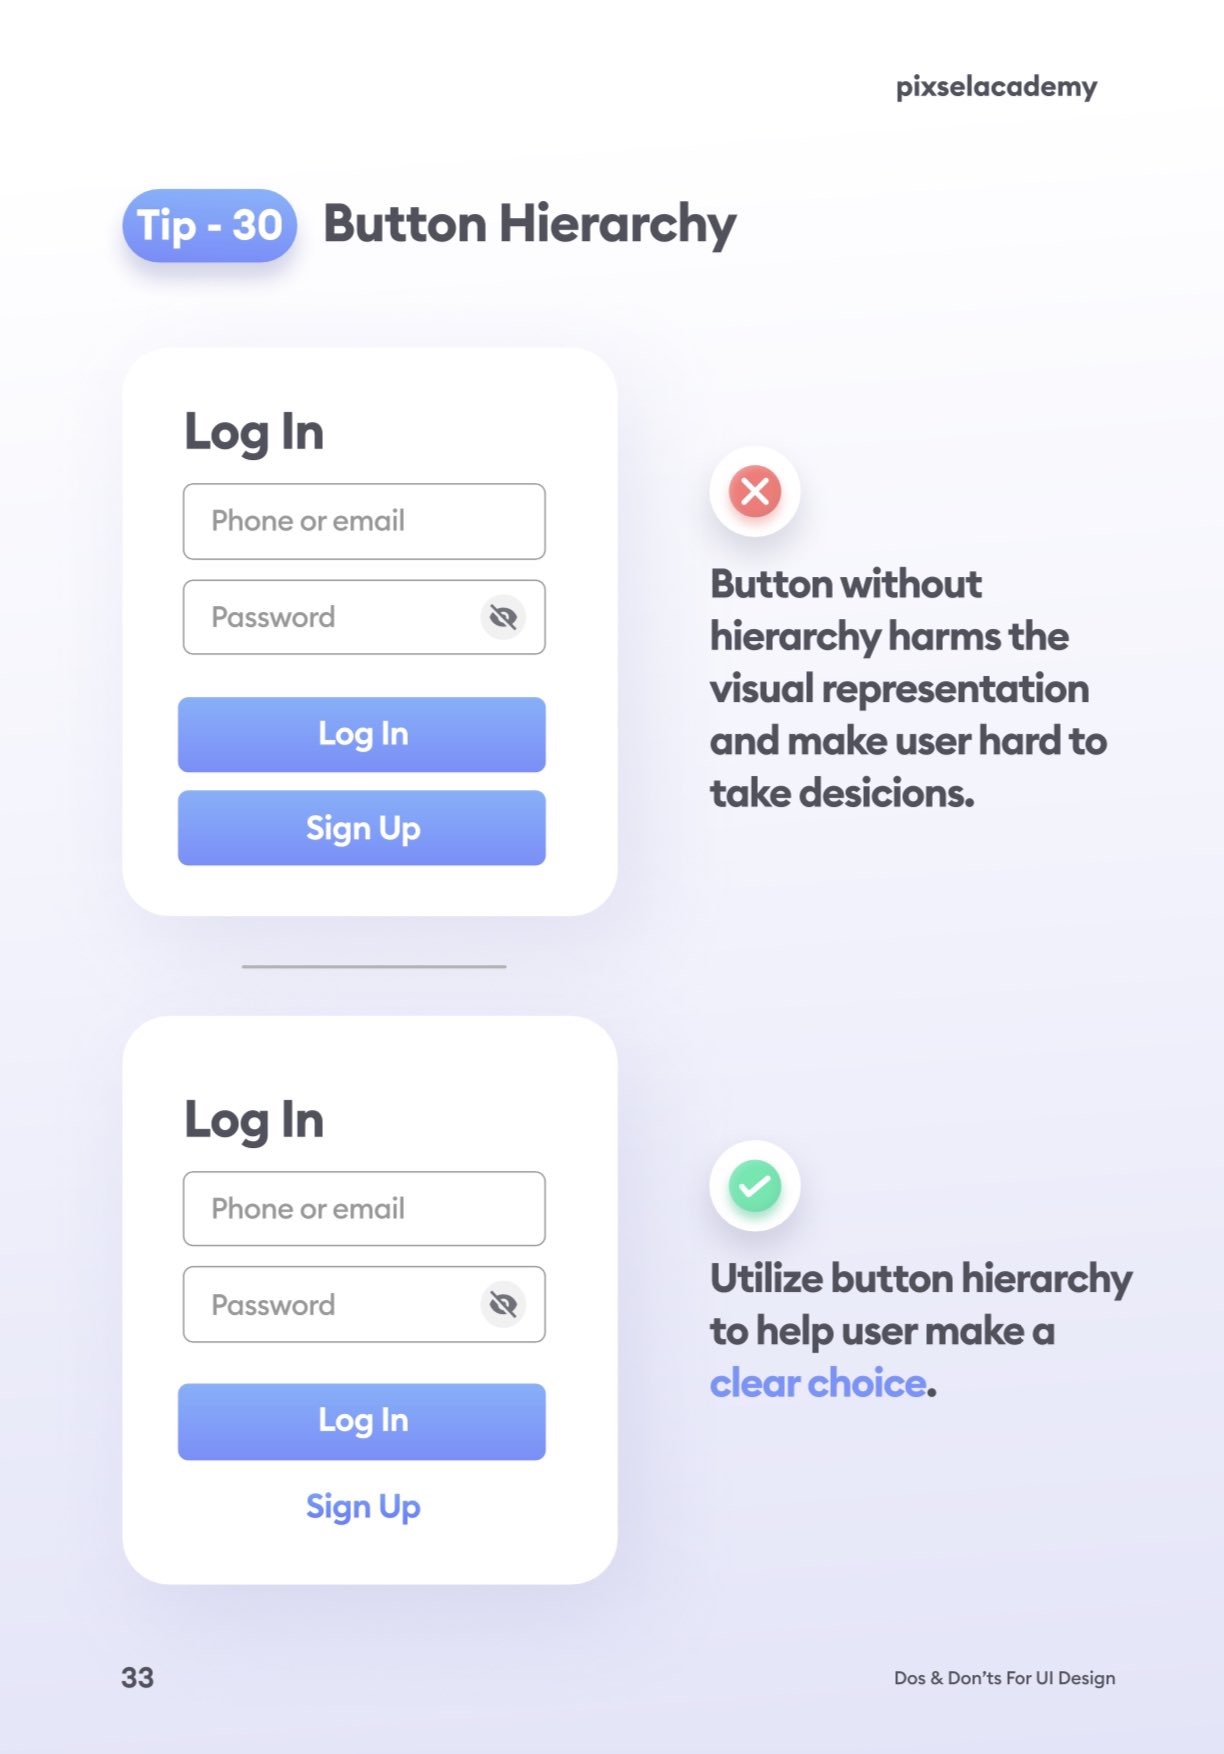 pixselacademy
Tip - 30
Button Hierarchy
Log In
Phone or email
Password
Log In
Sign Up
Button without
hierarchy harms the
visual representation
and make user hard to
take desicions.
Log In
Phone or email
Password
Log In
Sign Up
Utilize button hierarchy
to help user make a
clear choice.
33
Dos & Don’ts For UI Design